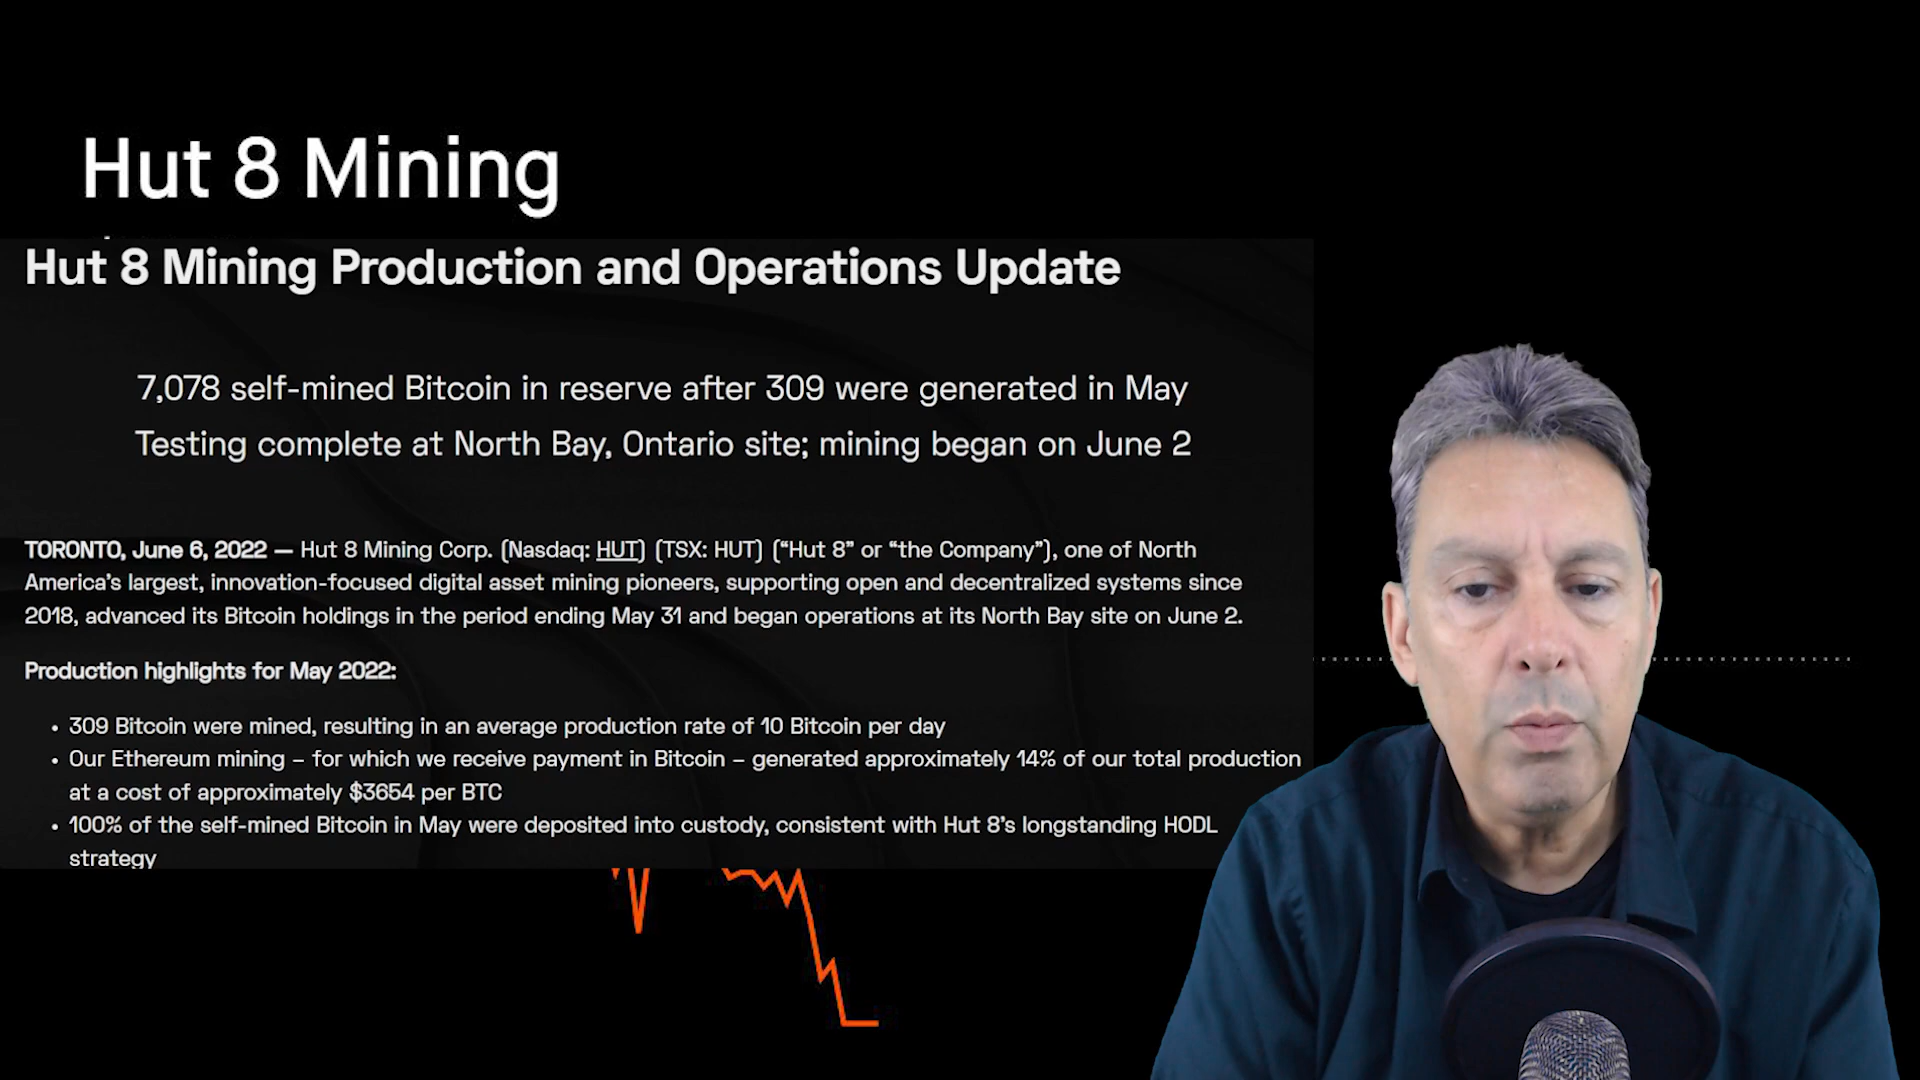 Hut 8 Mining
Hut 8 Mining Production and Operations Update
7,078 self-mined Bitcoin in reserve after 309 were generated in May
Testing complete at North Bay, Ontario site; mining began on June 2
TORONTO, June 6, 2022 — Hut 8 Mining Corp. (Nasdaq: HUT) (TSX: HUT) (“Hut 8” or “the Company”), one of North
America’s largest, innovation-focused digital asset mining pioneers, supporting open and decentralized systems since
2018, advanced its Bitcoin holdings in the period ending May 31 and began operations at its North Bay site on June 2.
Production highlights for May 2022:
• 309 Bitcoin were mined, resulting in an average production rate of 10 Bitcoin per day
• Our Ethereum mining – for which we receive payment in Bitcoin – generated approximately 14% of our total production
at a cost of approximately $3654 per BTC
• 100% of the self-mined Bitcoin in May were deposited into custody, consistent with Hut 8’s longstanding HODL
strategy